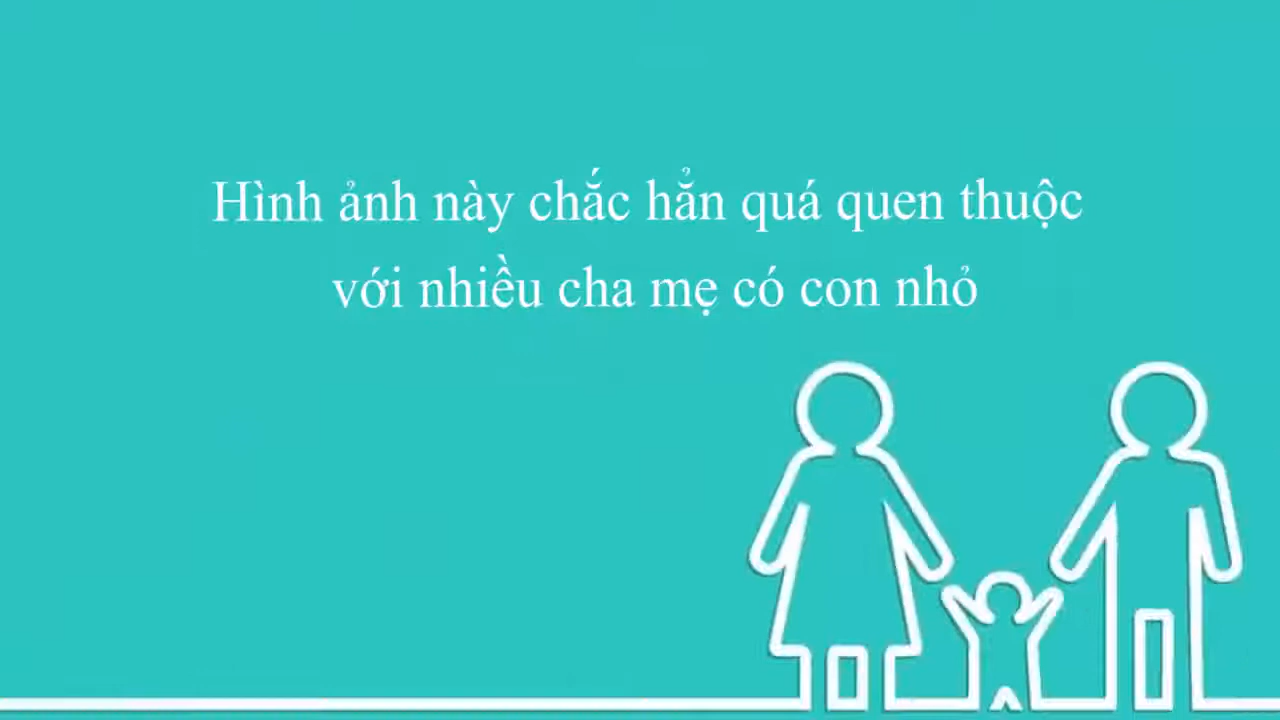 Hình ảnh này chắc hẳn quá quen thuộc
với nhiều cha mẹ có con nhỏ